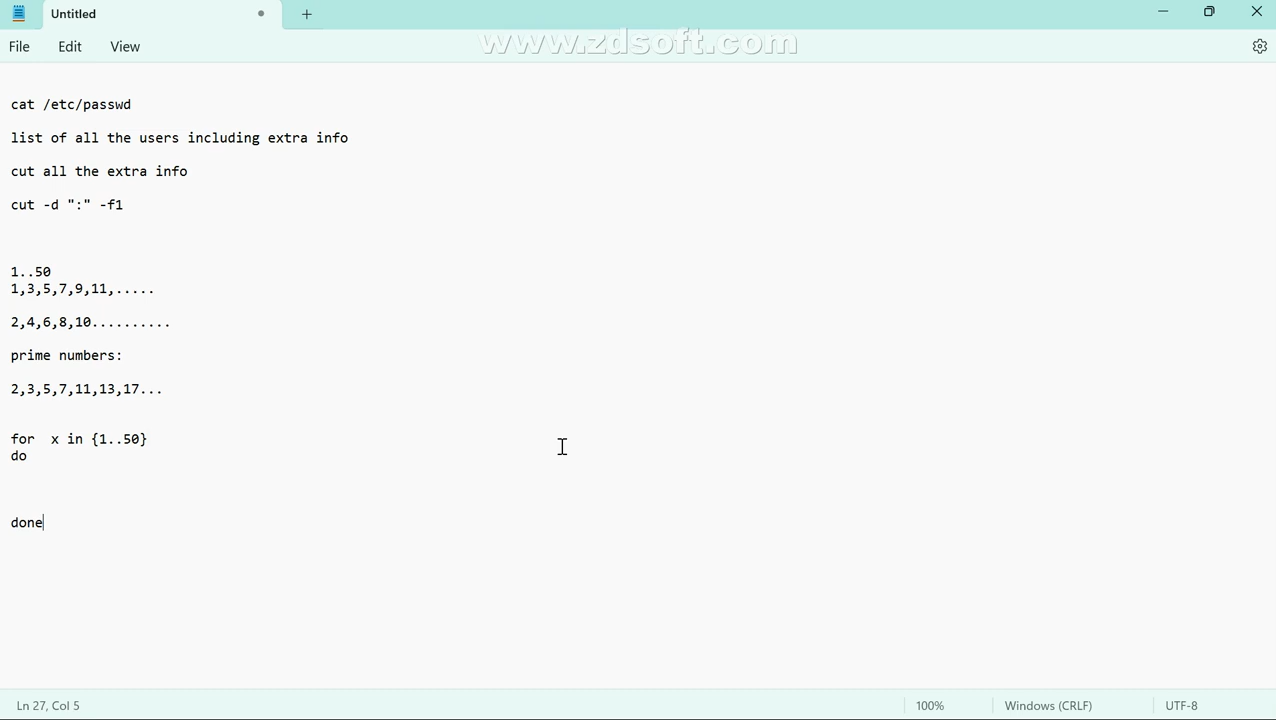 Untitled
File Edit View
www.zdsoft.com
cat /etc/passwd
list of all the users including extra info
cut all the extra info
cut -d ":" -f1
1..50
1,3,5,7,9,11,.....
2,4,6,8,10..........
prime numbers:
2,3,5,7,11,13,17...
for  x in {1..50}
do
done
Ln 27, Col 5 100% Windows (CRLF) UTF-8